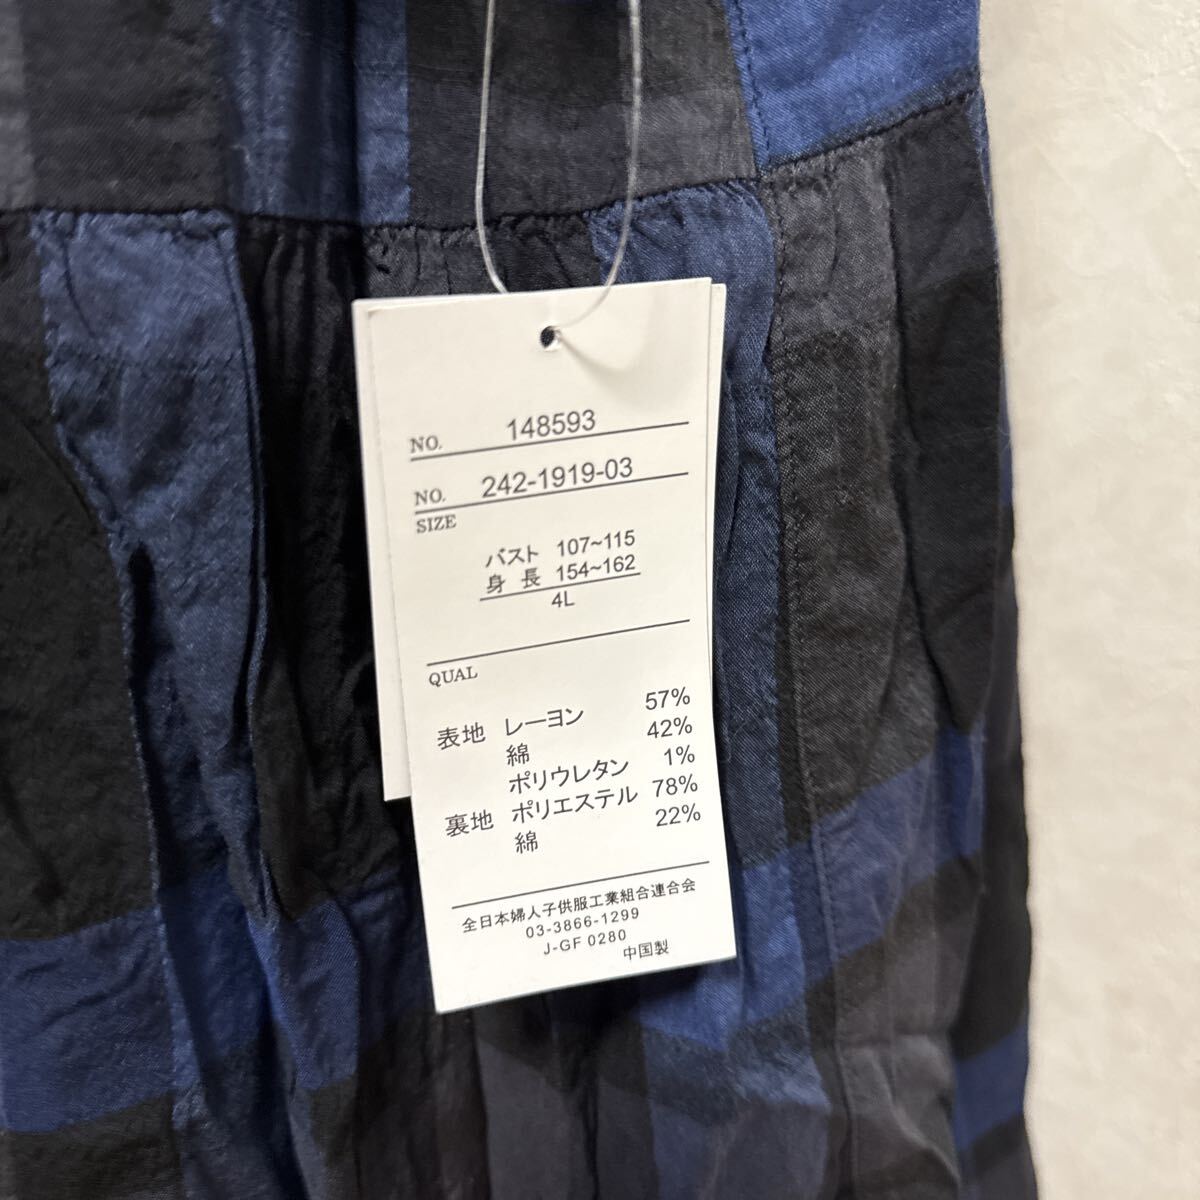 NO. 148593
NO. 242-1919-03
SIZE
バスト 107~115
身 長 154~162
4L
QUAL
表地 レーヨン 57%
綿 42%
ポリウレタン 1%
裏地 ポリエステル 78%
綿 22%
全日本婦人子供服工業組合連合会
03-3866-1299
J-GF 0280
中国製